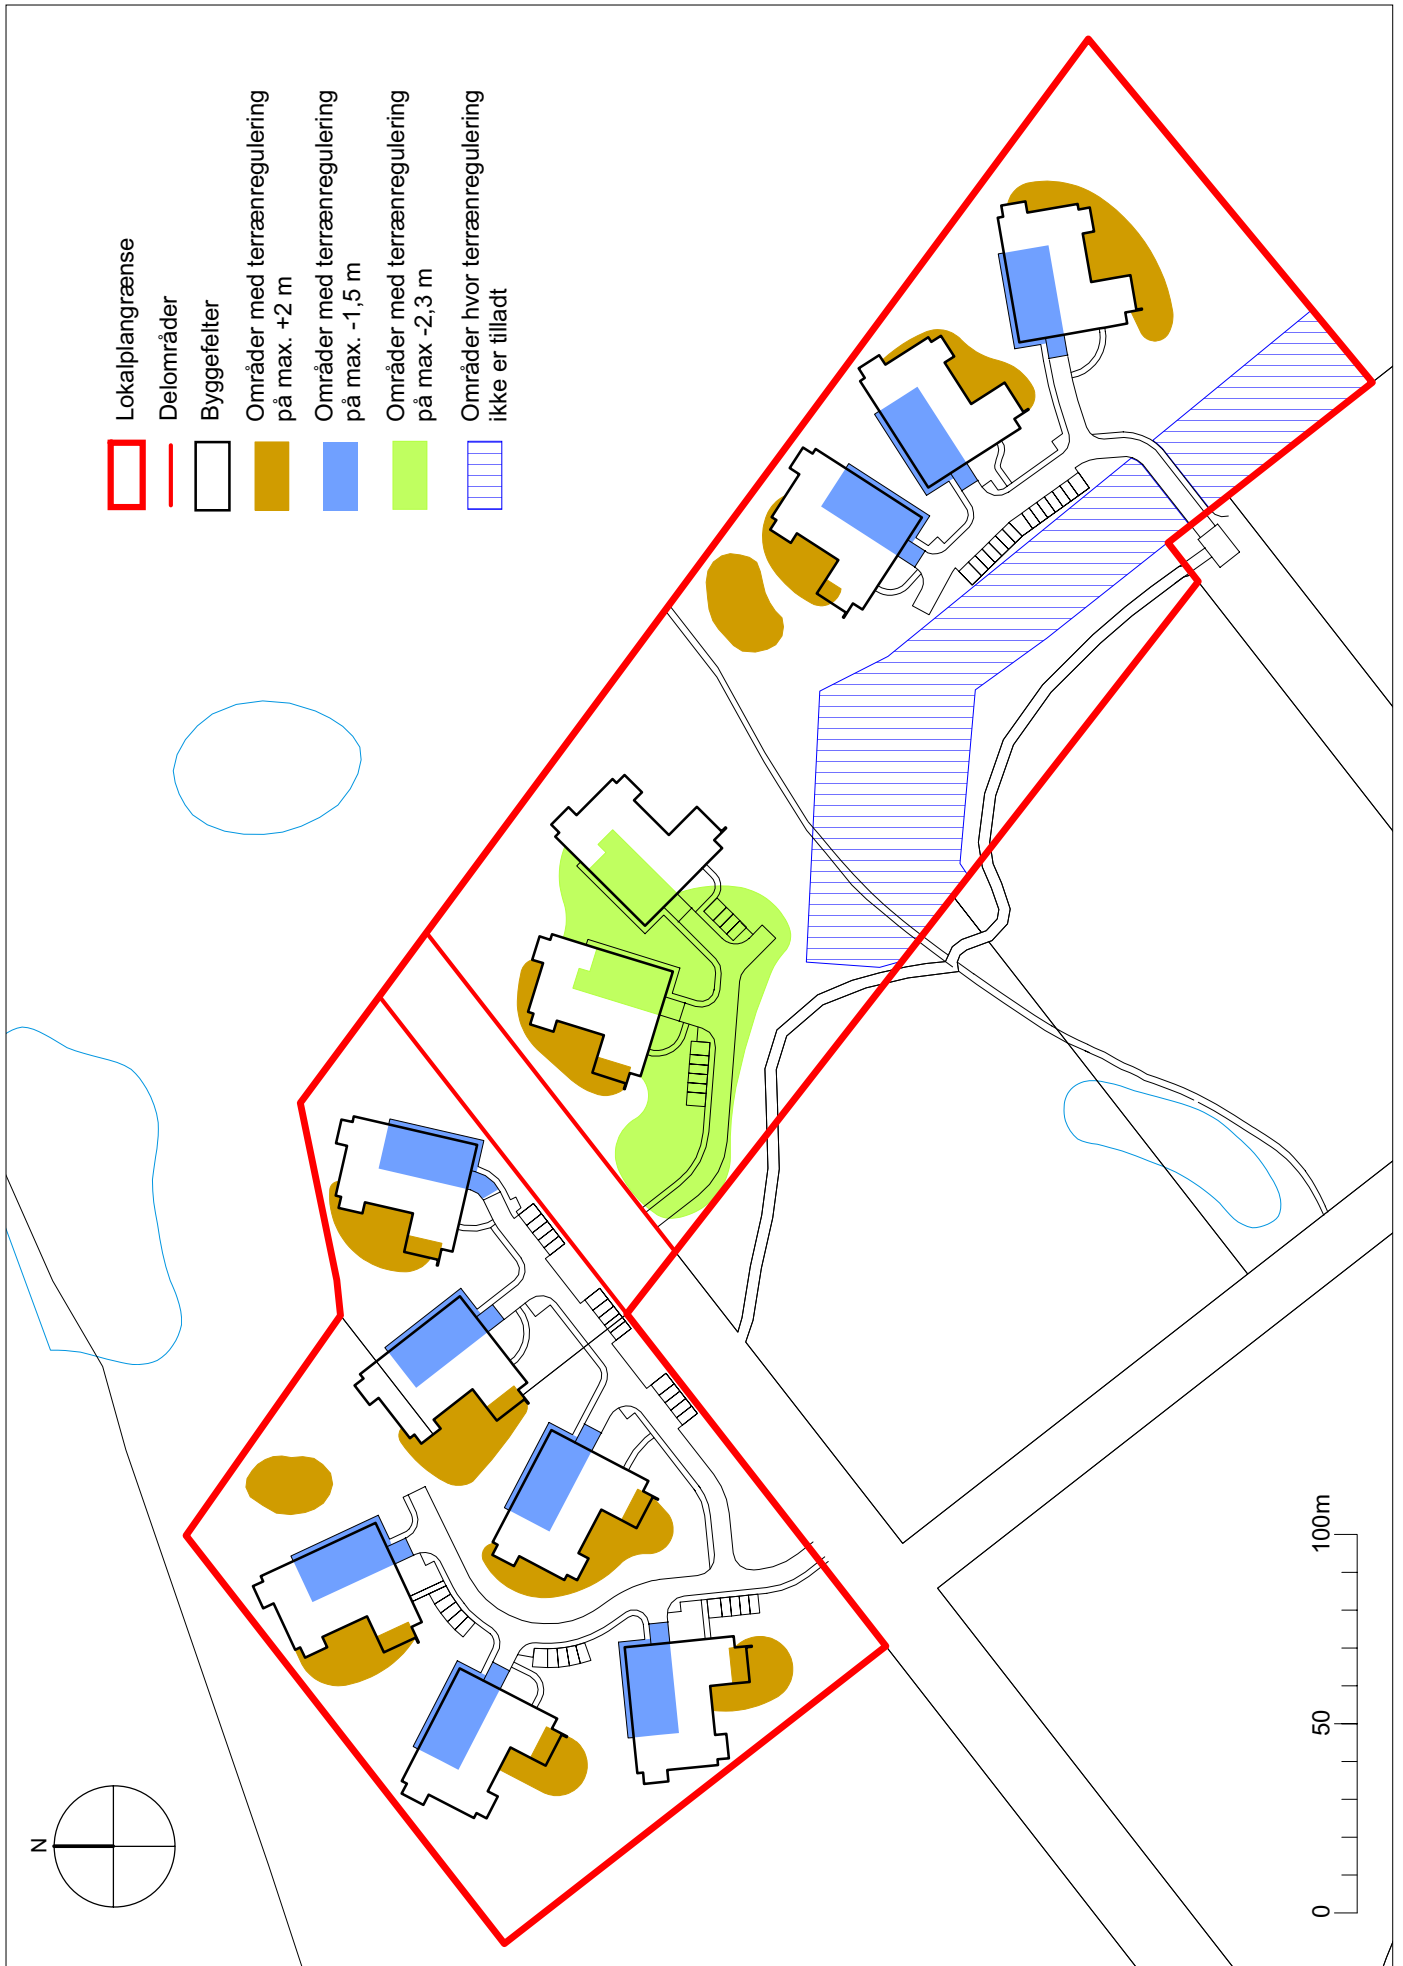 Lokalplangrænse
Delområder
Byggefelter
Områder med terrænregulering
på max. +2 m
Områder med terrænregulering
på max. -1,5 m
Områder med terrænregulering
på max -2,3 m
Områder hvor terrænregulering
ikke er tilladt
N
0
50
100m